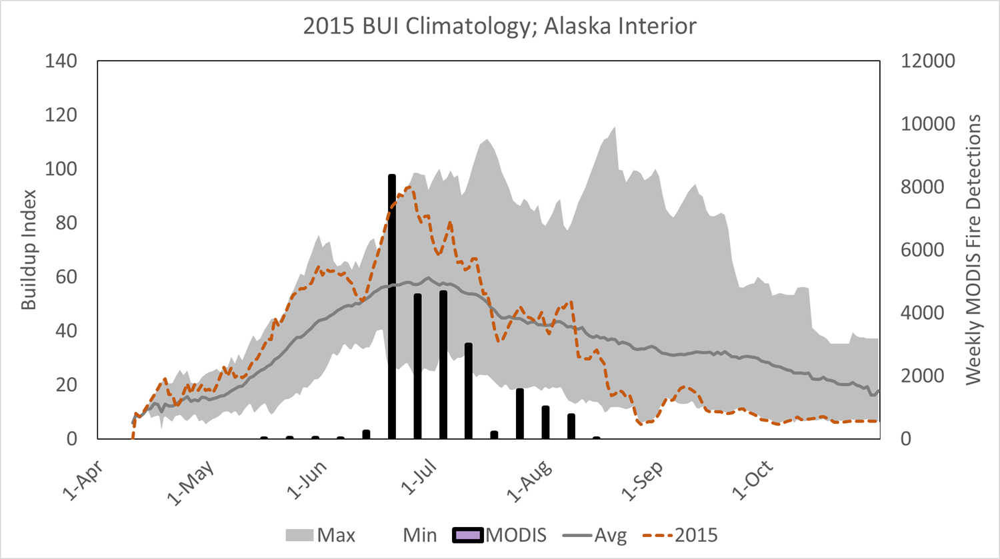 2015 BUI Climatology; Alaska Interior
140
120
100
80
60
40
20
0
Buildup Index
12000
10000
8000
6000
4000
2000
0
Weekly MODIS Fire Detections
1-Apr
1-May
1-Jun
1-Jul
1-Aug
1-Sep
1-Oct
Max Min MODIS Avg 2015